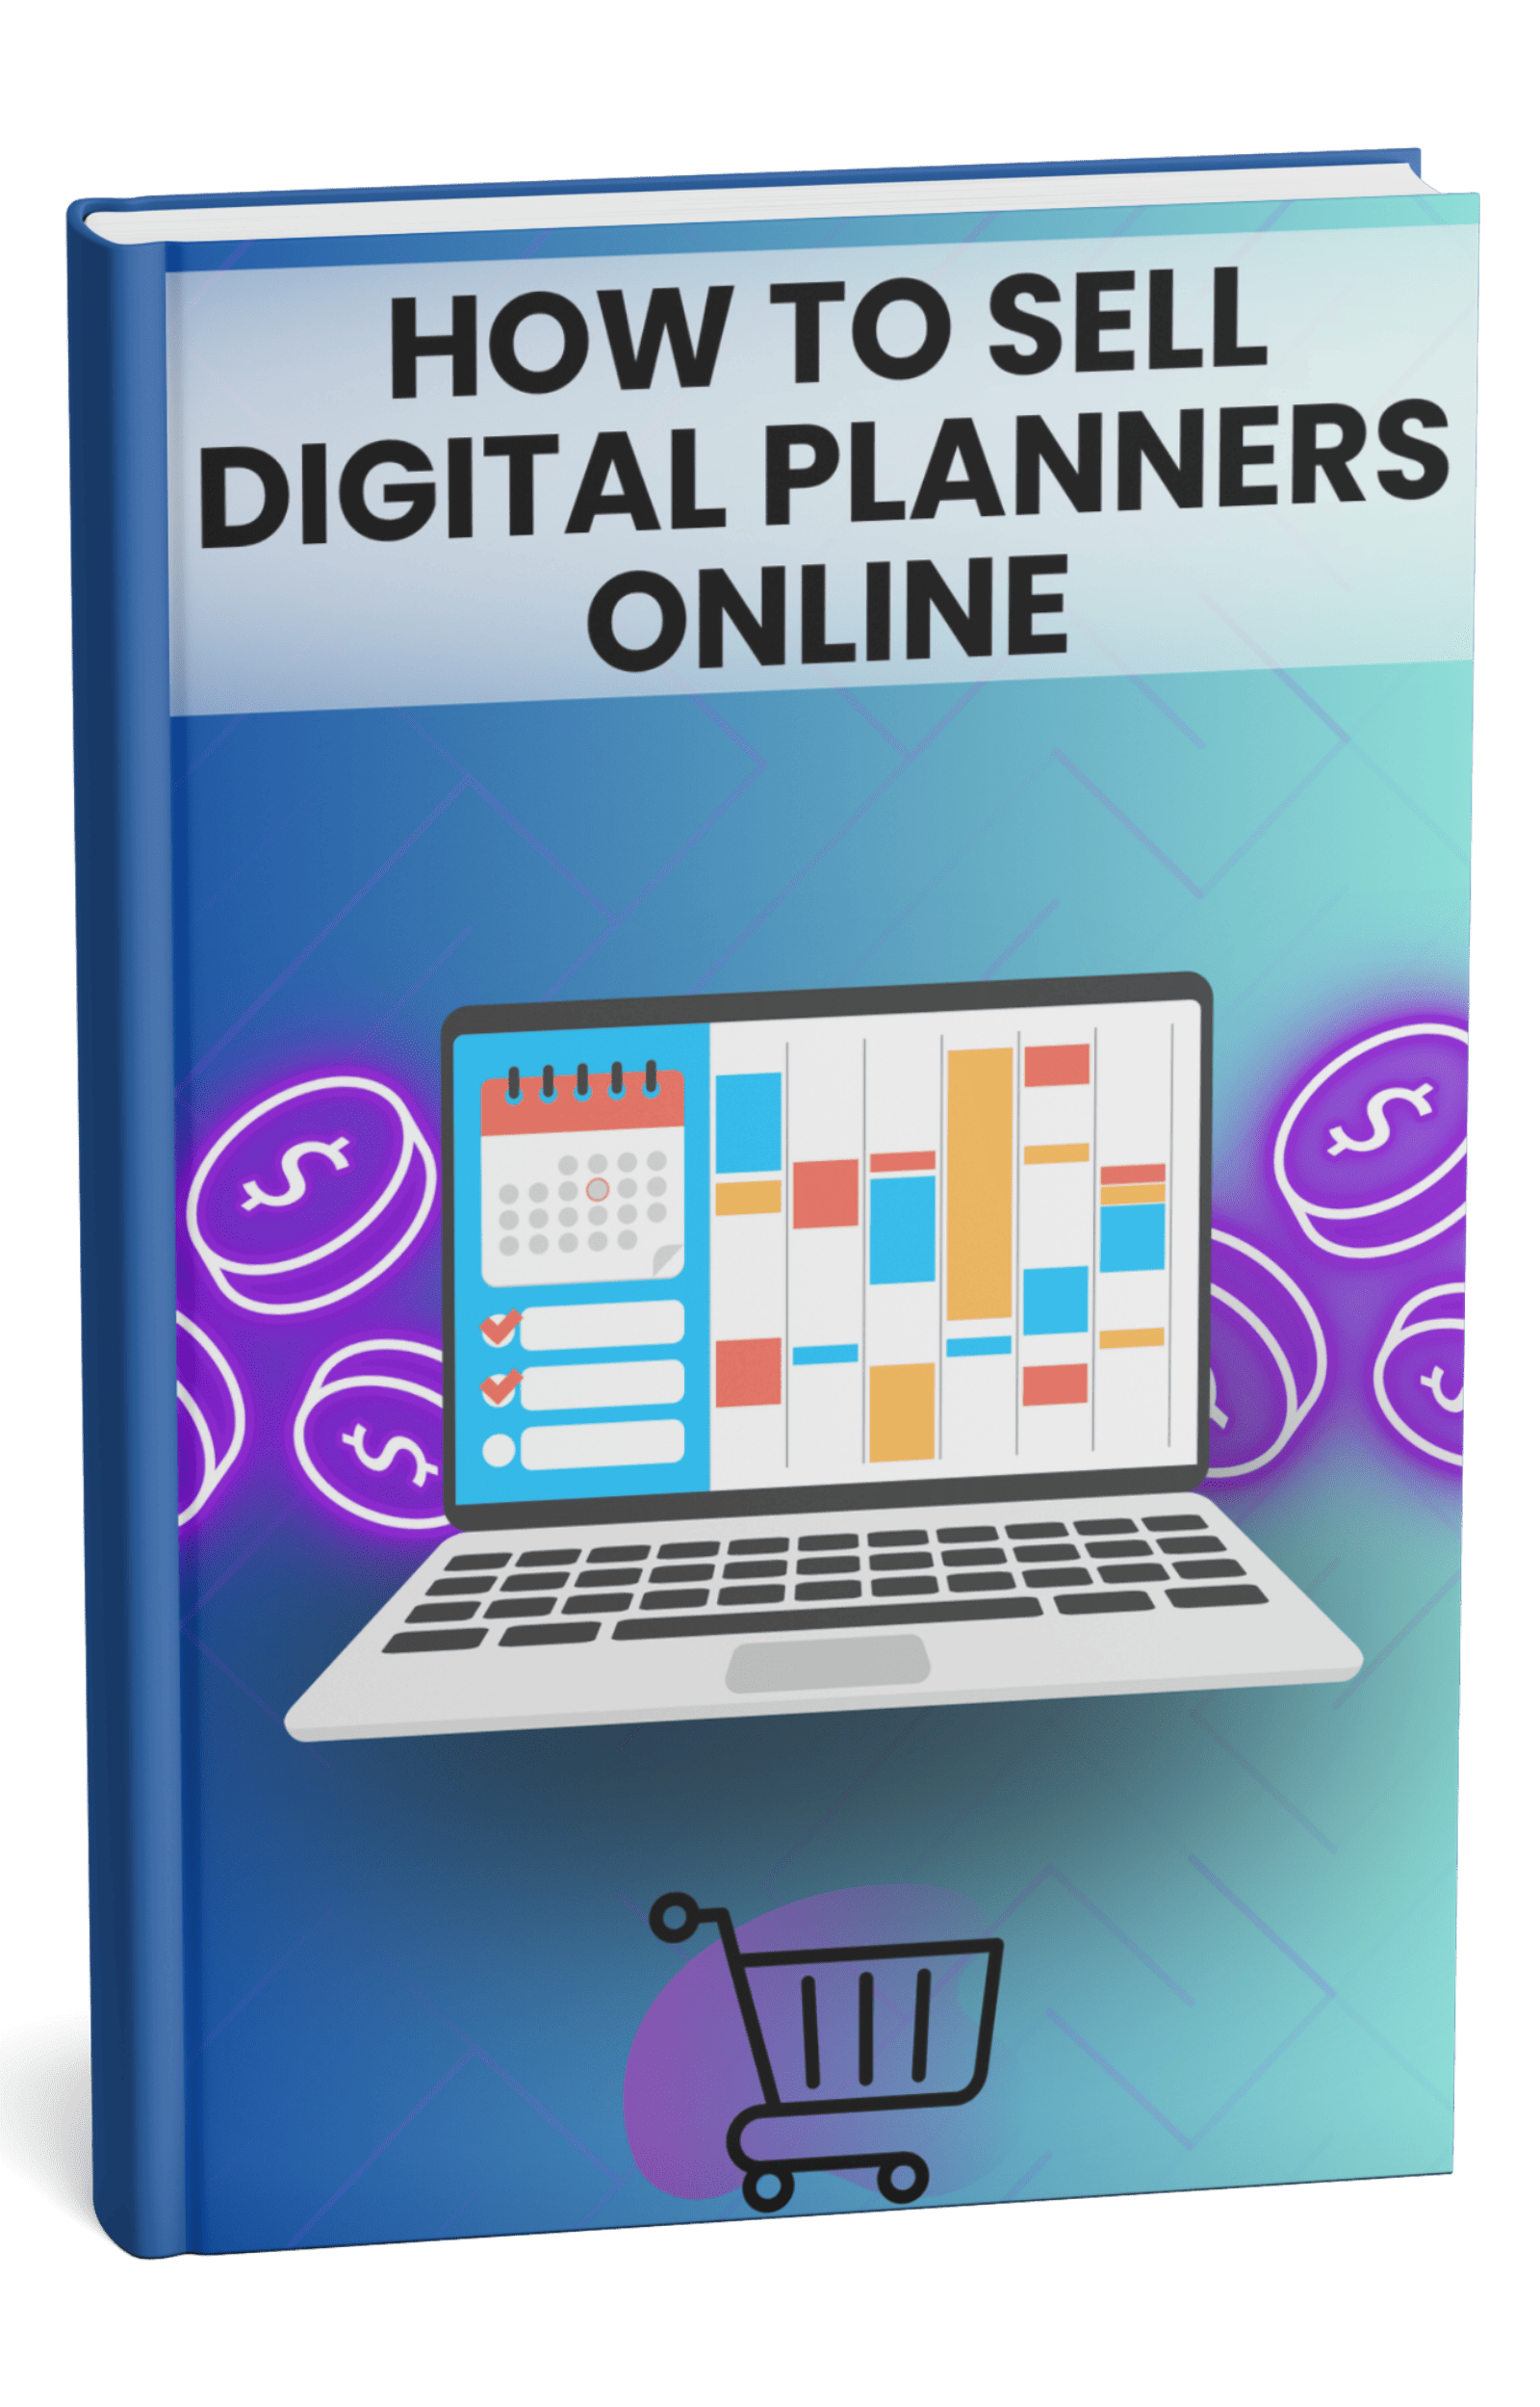 HOW TO SELL
DIGITAL PLANNERS
ONLINE
$
$
$